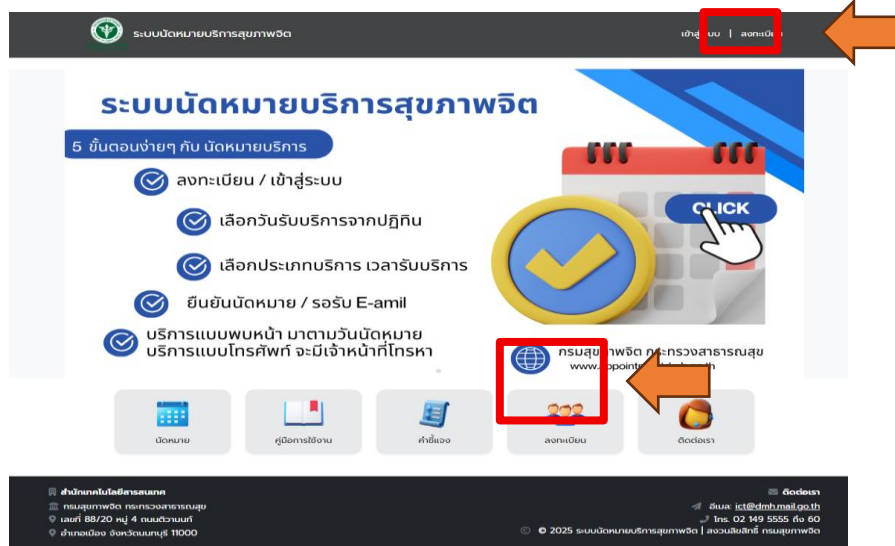 ระบบนัดหมายบริการสุขภาพจิต
ระบบ | ลงทะเบียน
ระบบนัดหมายบริการสุขภาพจิต
5 ขั้นตอนง่ายๆ กับ นัดหมายบริการ
ลงทะเบียน / เข้าสู่ระบบ
เลือกวันรับบริการจากปฏิทิน
เลือกประเภทบริการ เวลารับบริการ
ยืนยันนัดหมาย / รอรับ E-amil
บริการแบบพบหน้า มาตามวันนัดหมาย
บริการแบบโทรศัพท์ จะมีเจ้าหน้าที่โทรหา
CLICK
กรมสุขภาพจิต กระทรวงสาธารณสุข
นัดหมาย
คู่มือการใช้งาน
คำชี้แจง
ลงทะเบียน
ติดต่อเรา
สำนักเทคโนโลยีสารสนเทศ
กรมสุขภาพจิต กระทรวงสาธารณสุข
เลขที่ 88/20 หมู่ 4 ถนนติวานนท์
อำเภอเมือง จังหวัดนนทบุรี 11000
ติดต่อเรา
อีเมล: ict@dmh.mail.go.th
โทร. 02 149 5555 ถึง 60
© © 2025 ระบบนัดหมายบริการสุขภาพจิต | สงวนลิขสิทธิ์ กรมสุขภาพจิต